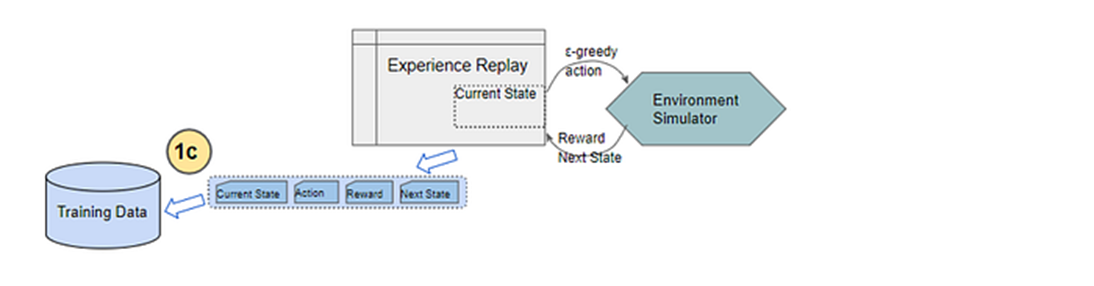 ε-greedy
action
Experience Replay
Current State
Environment
Simulator
Reward
Next State
1c
Current State
Action
Reward
Next State
Training Data